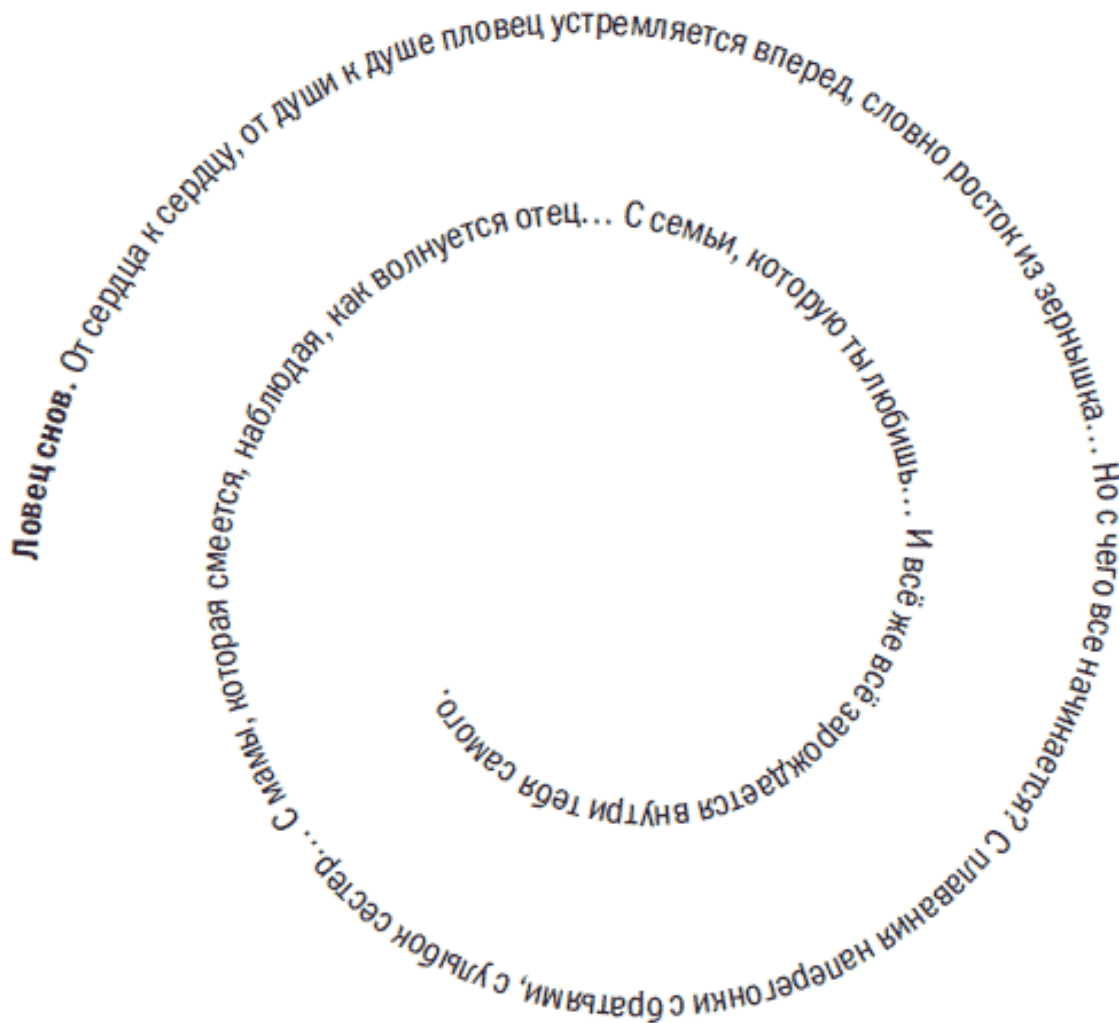 Ловец снов. От сердца к сердцу, от души к душе пловец устремляется вперед, словно росток из зернышка… Но с чего все начинается? С плавания наперегонки с братьями, с улыбок сестер… С мамы, которая смеется, наблюдая, как волнуется отец… С семьи, которую ты любишь… И всё же всё зарождается внутри тебя самого.